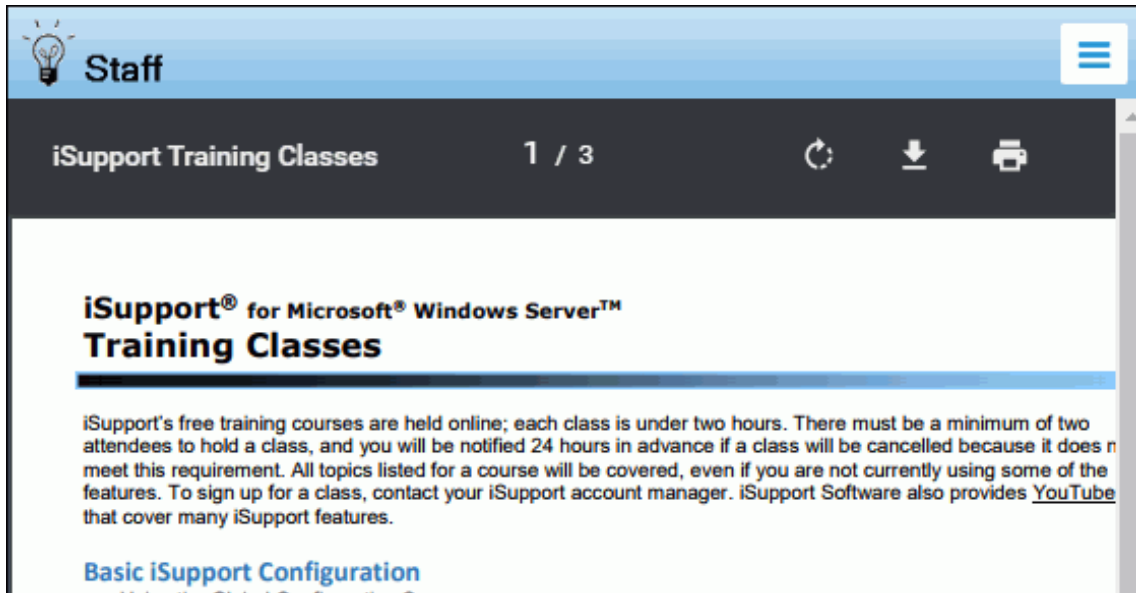 Staff
iSupport Training Classes 1 / 3
iSupport® for Microsoft® Windows Server™
Training Classes
iSupport's free training courses are held online; each class is under two hours. There must be a minimum of two
attendees to hold a class, and you will be notified 24 hours in advance if a class will be cancelled because it does
meet this requirement. All topics listed for a course will be covered, even if you are not currently using some of the
features. To sign up for a class, contact your iSupport account manager. iSupport Software also provides YouTube
that cover many iSupport features.
Basic iSupport Configuration